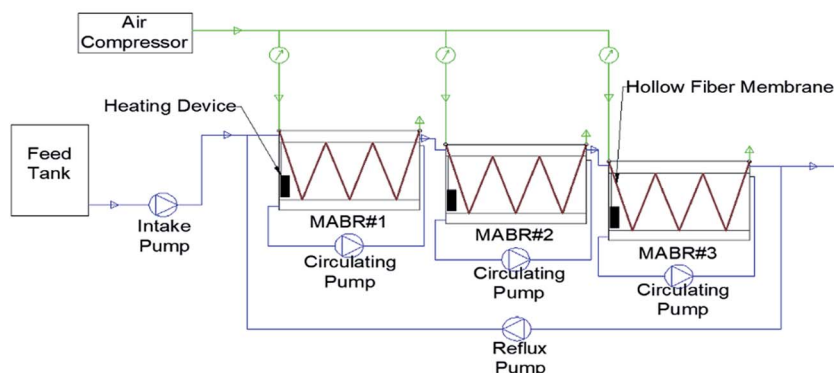 Air
Compressor
Heating Device
Hollow Fiber Membrane
Feed
Tank
Intake
Pump
MABR#1
MABR#2
MABR#3
Circulating
Pump
Circulating
Pump
Circulating
Pump
Reflux
Pump